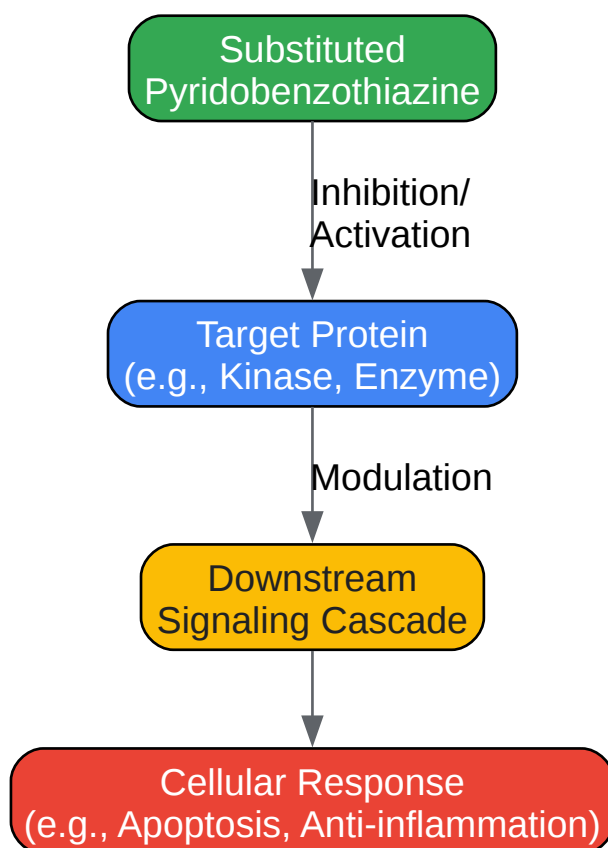 Substituted
Pyridobenzothiazine
Inhibition/
Activation
Target Protein
(e.g., Kinase, Enzyme)
Modulation
Downstream
Signaling Cascade
Cellular Response
(e.g., Apoptosis, Anti-inflammation)